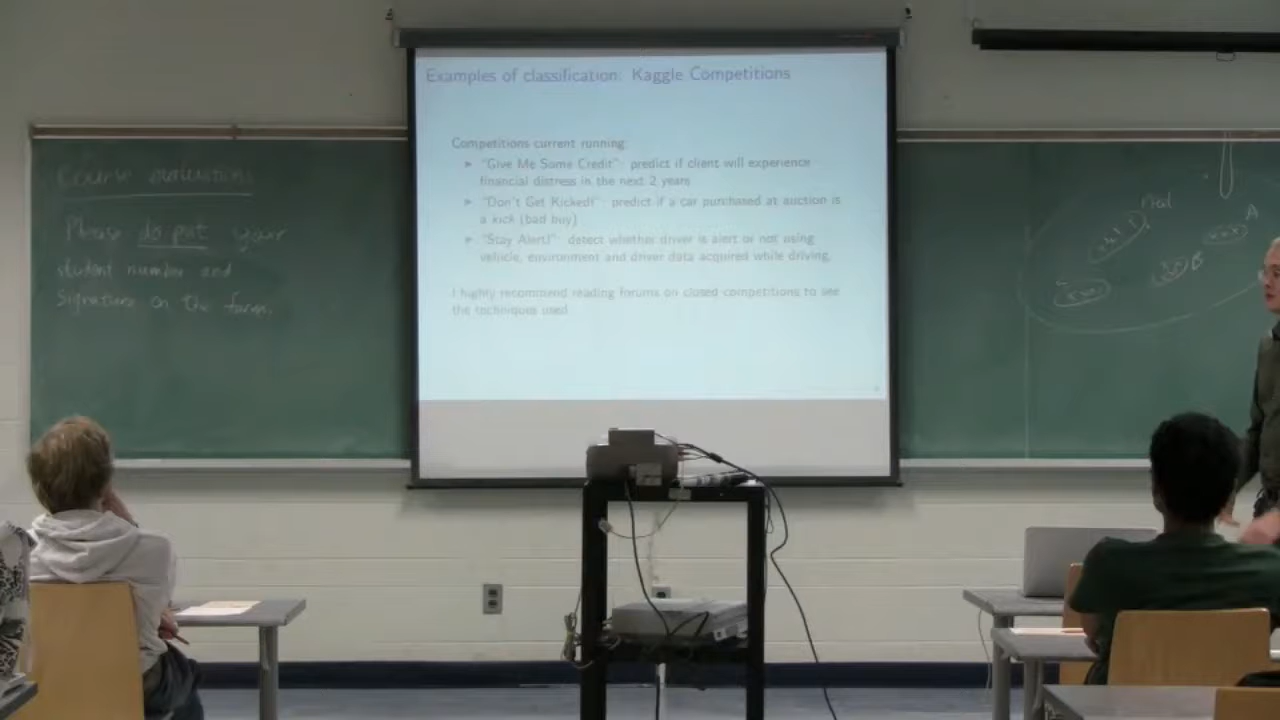 Course evaluations
Please do put your
student number and
signature on the form.
Examples of classification: Kaggle Competitions
Competitions current running:
"Give Me Some Credit" - predict if client will experience
financial distress in the next 2 years
"Don't Get Kicked!" - predict if a car purchased at auction is
a kick (bad buy)
"Stay Alert!" - detect whether driver is alert or not using
vehicle, environment and driver data acquired while driving.
I highly recommend reading forums on closed competitions to see
the techniques used
A
B